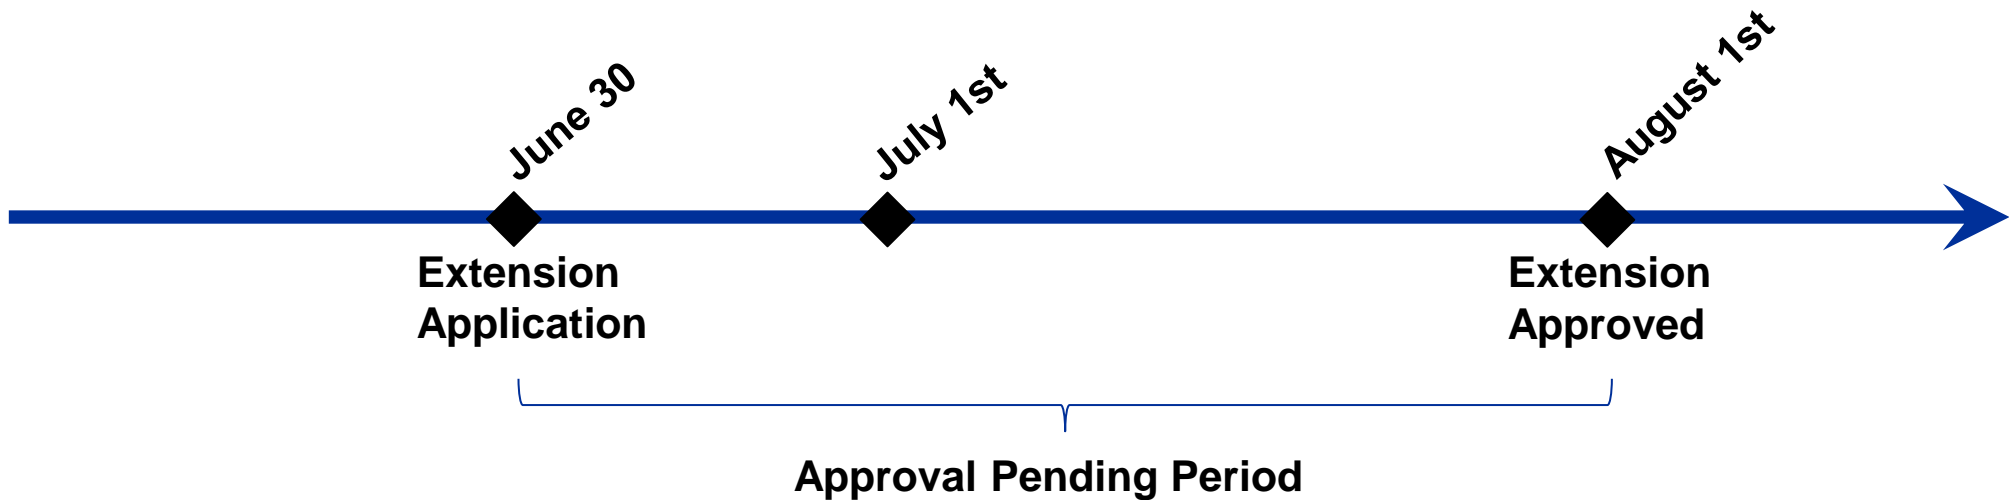 June 30
July 1st
August 1st
Extension
Application
Extension
Approved
Approval Pending Period